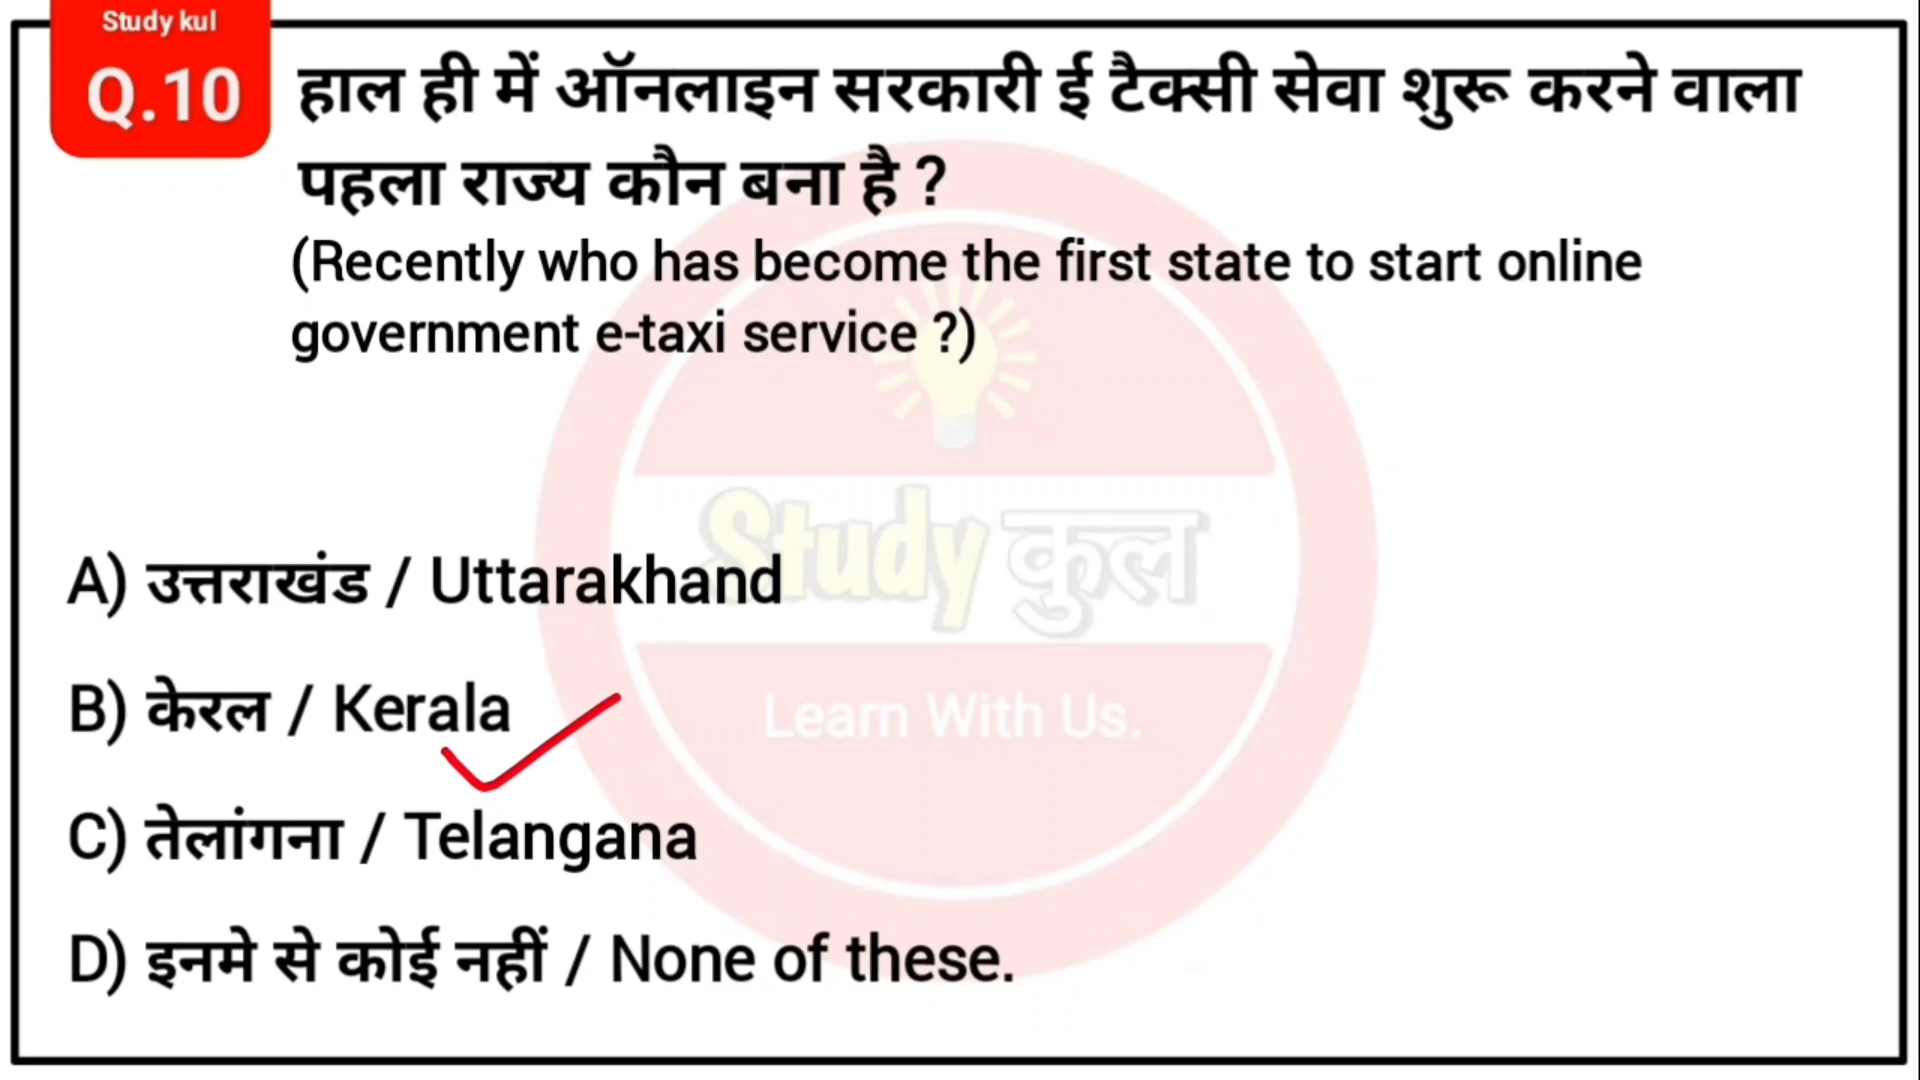 Study kul
Q.10
हाल ही में ऑनलाइन सरकारी ई टैक्सी सेवा शुरू करने वाला
पहला राज्य कौन बना है ?
(Recently who has become the first state to start online
government e-taxi service ?)
Study कुल
A) उत्तराखंड / Uttarakhand
B) केरल / Kerala
Learn With Us.
C) तेलांगना / Telangana
D) इनमे से कोई नहीं / None of these.